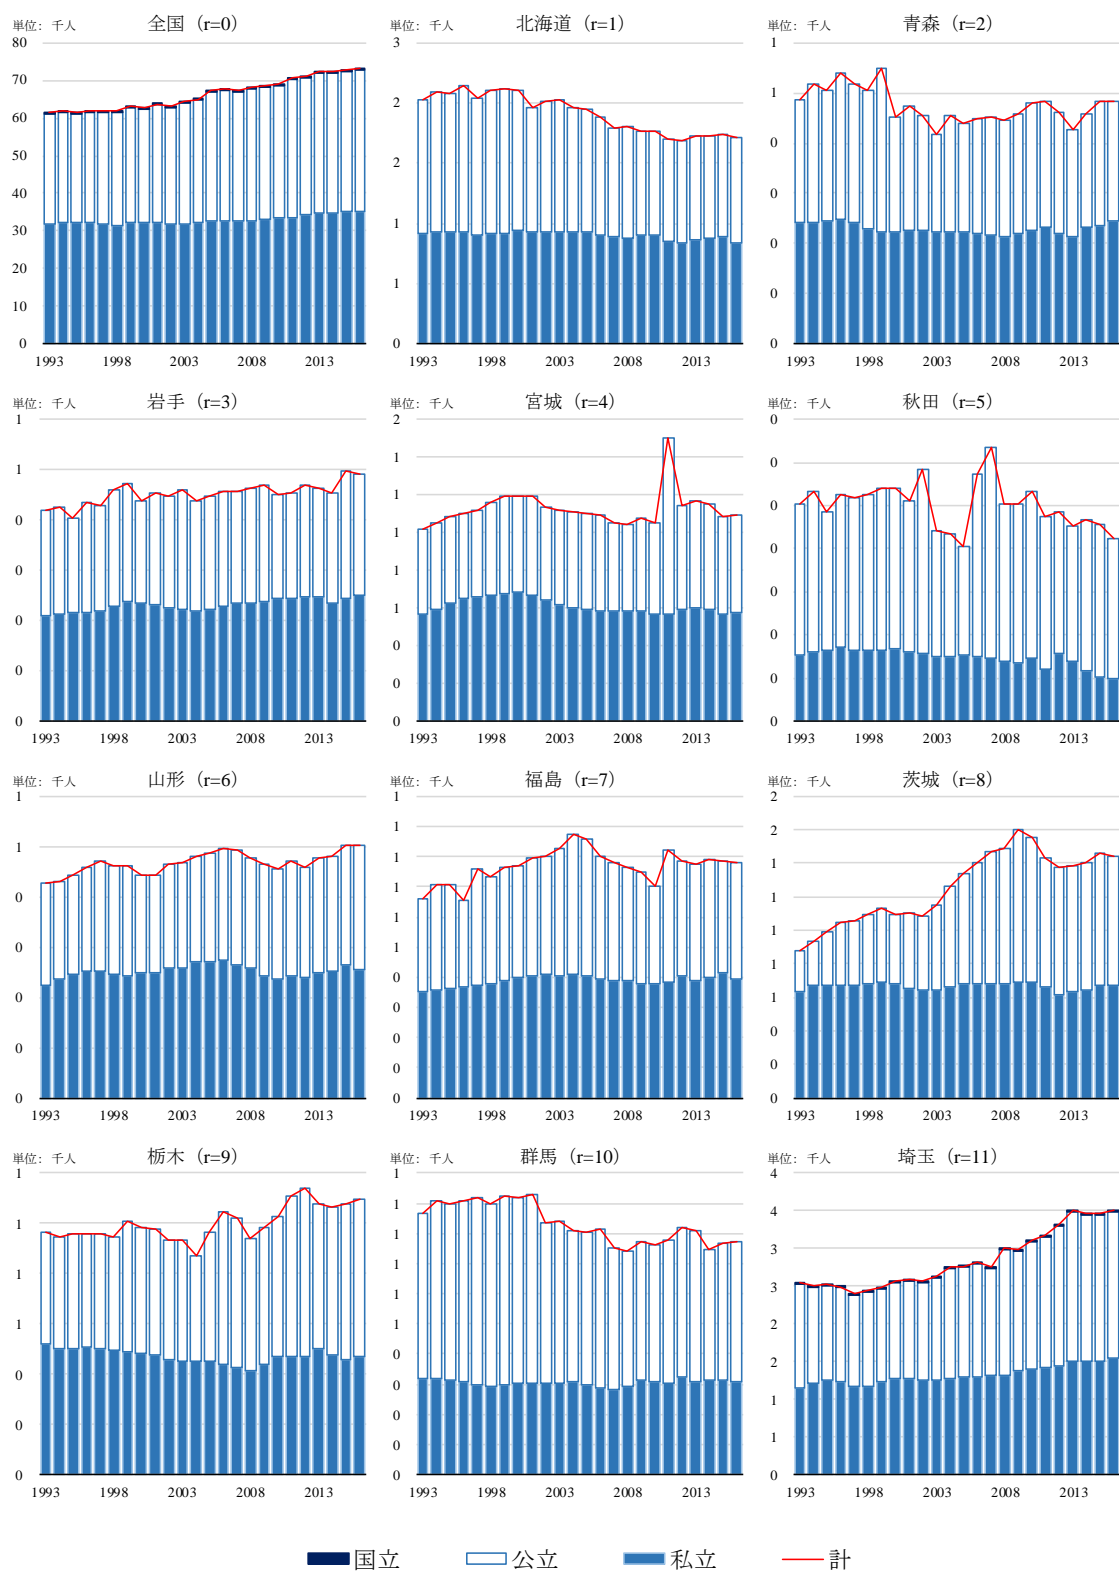 単位：千人 全国（r=0） 単位：千人 北海道（r=1） 単位：千人 青森（r=2）
80 3 1
70 2 1
60 2 0
50 1 0
40 1 0
30 0 0
20 0
10
0
1993 1998 2003 2008 2013 1993 1998 2003 2008 2013 1993 1998 2003 2008 2013
単位：千人 岩手（r=3） 単位：千人 宮城（r=4） 単位：千人 秋田（r=5）
1 2 0
1 1 0
0 1 0
0 1 0
0 1 0
0 1 0
0 0 0
0 0
0
1993 1998 2003 2008 2013 1993 1998 2003 2008 2013 1993 1998 2003 2008 2013
単位：千人 山形（r=6） 単位：千人 福島（r=7） 単位：千人 茨城（r=8）
1 1 2
1 1 2
0 1 1
0 1 1
0 1 1
0 1 1
0 0 1
0 0
0 0
0 0
0
1993 1998 2003 2008 2013 1993 1998 2003 2008 2013 1993 1998 2003 2008 2013
単位：千人 栃木（r=9） 単位：千人 群馬（r=10） 単位：千人 埼玉（r=11）
1 1 4
1 1 4
1 1 3
1 1 3
0 1 2
0 1 2
0 0 1
0 1
0 0
0
0
1993 1998 2003 2008 2013 1993 1998 2003 2008 2013 1993 1998 2003 2008 2013
国立 公立 私立 計